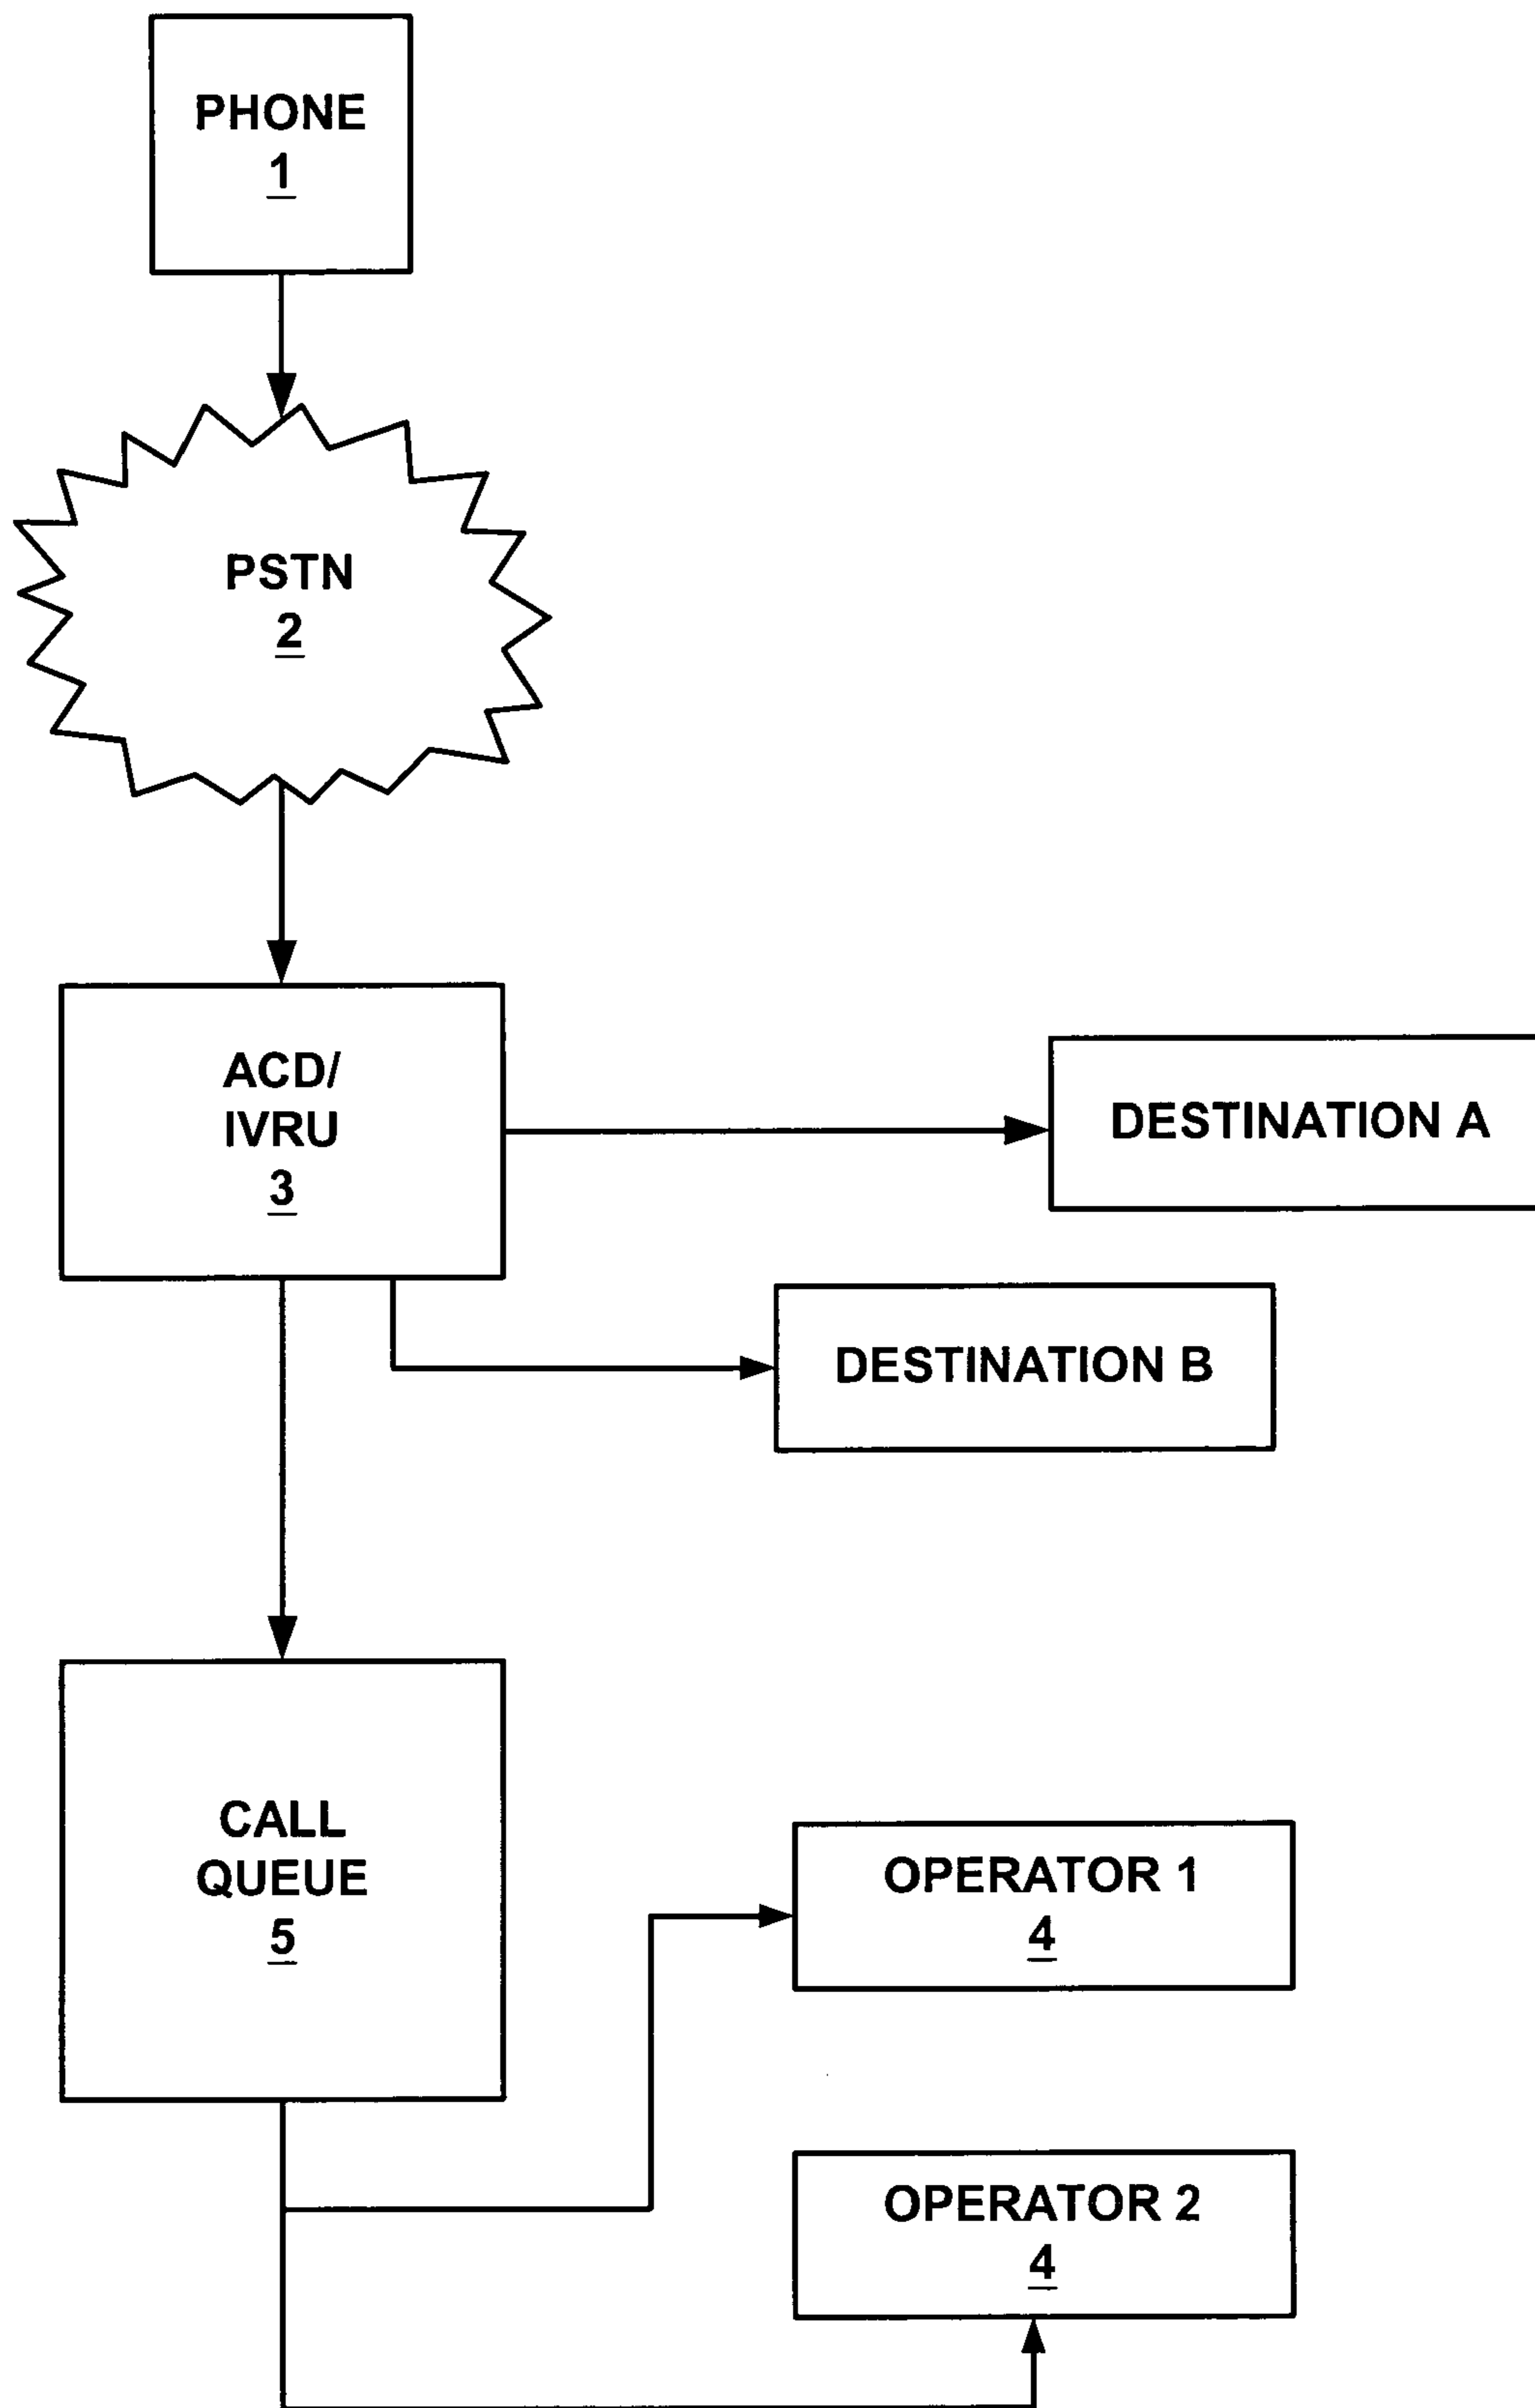 PHONE
1
PSTN
2
ACD/
IVRU
3
DESTINATION A
DESTINATION B
CALL
QUEUE
5
OPERATOR 1
4
OPERATOR 2
4